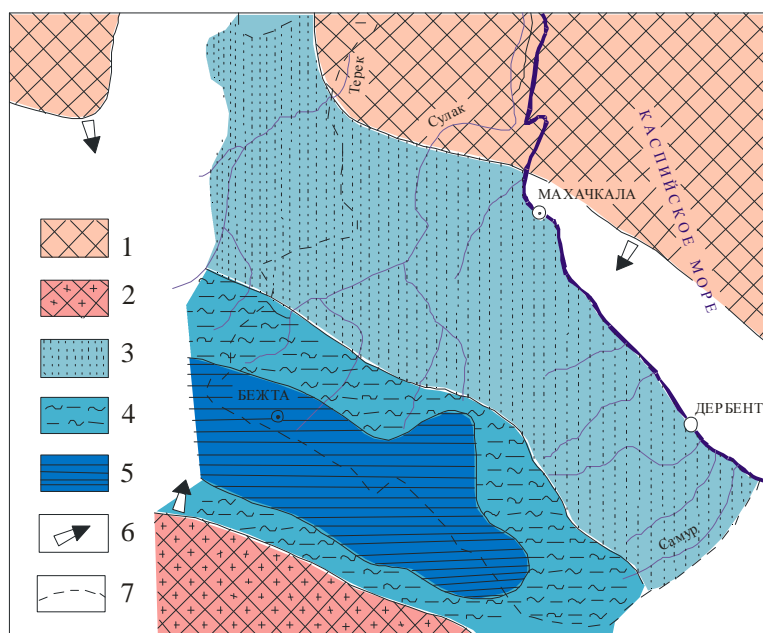 Терек
Сулак
КАСПИЙСКОЕ МОРЕ
МАХАЧКАЛА
1
2
3
4
БЕЖТА
ДЕРБЕНТ
5
6
Самур
7